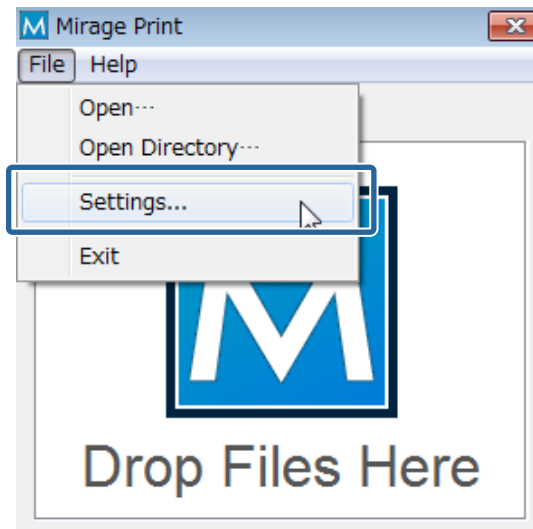 M Mirage Print
File Help
Open...
Open Directory...
Settings...
Exit
M
Drop Files Here